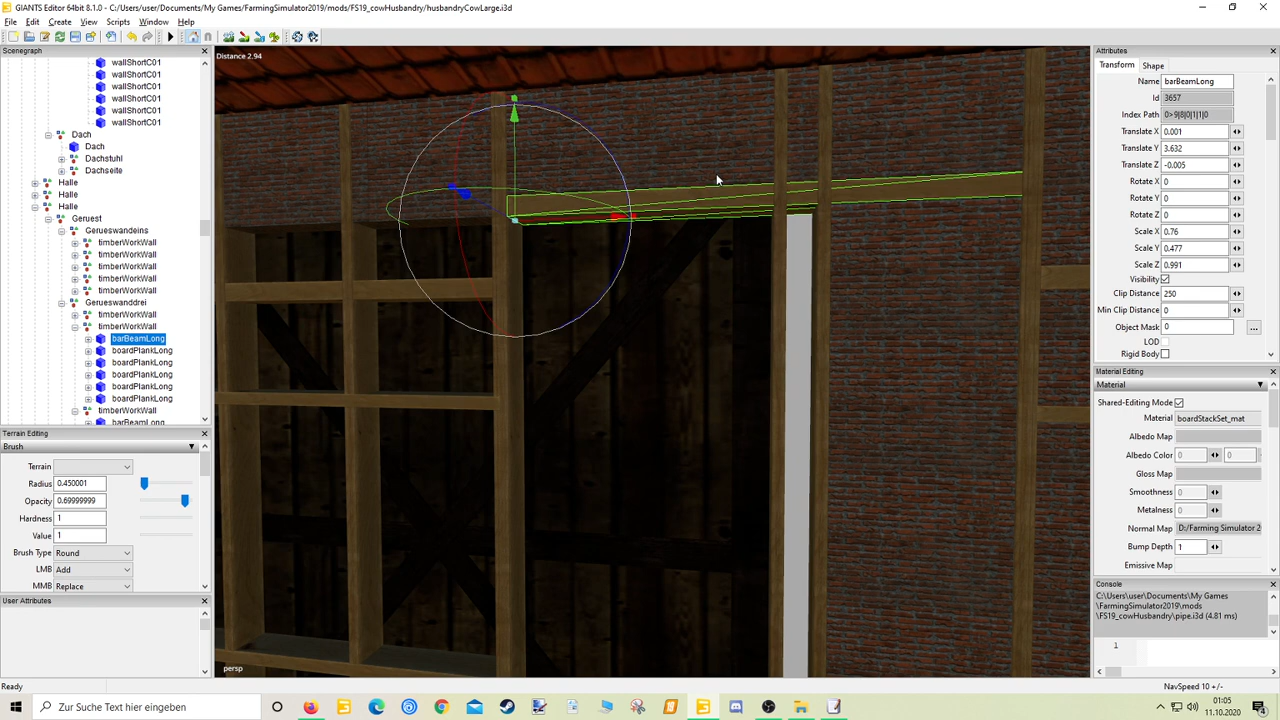 GIANTS Editor 64bit 8.1.0 - C:/Users/user/Documents/My Games/FarmingSimulator2019/mods/FS19_cowHusbandry/husbandryCowLarge.i3d
File Edit Create View Scripts Window Help
Scenegraph
wallShortC01
wallShortC01
wallShortC01
wallShortC01
wallShortC01
wallShortC01
Dach
Dach
Dachstuhl
Dachseite
Halle
Halle
Halle
Geruest
Gerueswandeins
timberWorkWall
timberWorkWall
timberWorkWall
timberWorkWall
timberWorkWall
Gerueswanddrei
timberWorkWall
timberWorkWall
barBeamLong
boardPlankLong
boardPlankLong
boardPlankLong
boardPlankLong
boardPlankLong
timberWorkWall
barBeamLong
Terrain Editing
Brush
Terrain
Radius 0.450001
Opacity 0.69999999
Hardness 1
Value 1
Brush Type Round
LMB Add
MMB Replace
User Attributes
Ready
Distance 2.94
persp
Attributes
Transform Shape
Name barBeamLong
Id 3657
Index Path 0>9|8|0|1|1|0
Translate X 0.001
Translate Y 3.632
Translate Z -0.005
Rotate X 0
Rotate Y 0
Rotate Z 0
Scale X 0.76
Scale Y 0.477
Scale Z 0.991
Visibility
Clip Distance 250
Min Clip Distance 0
Object Mask 0 ...
LOD
Rigid Body
Material Editing
Material
Shared-Editing Mode
Material boardStackSet_mat
Albedo Map
Albedo Color 0 0
Gloss Map
Smoothness 0
Metalness 0
Normal Map D:/Farming Simulator 2
Bump Depth 1
Emissive Map
Console
C:\Users\user\Documents\My Games
\FarmingSimulator2019\mods
\FS19_cowHusbandry\pipe.i3d (4.81 ms)
1
NavSpeed 10 +/-
Zur Suche Text hier eingeben
01:05
11.10.2020
4